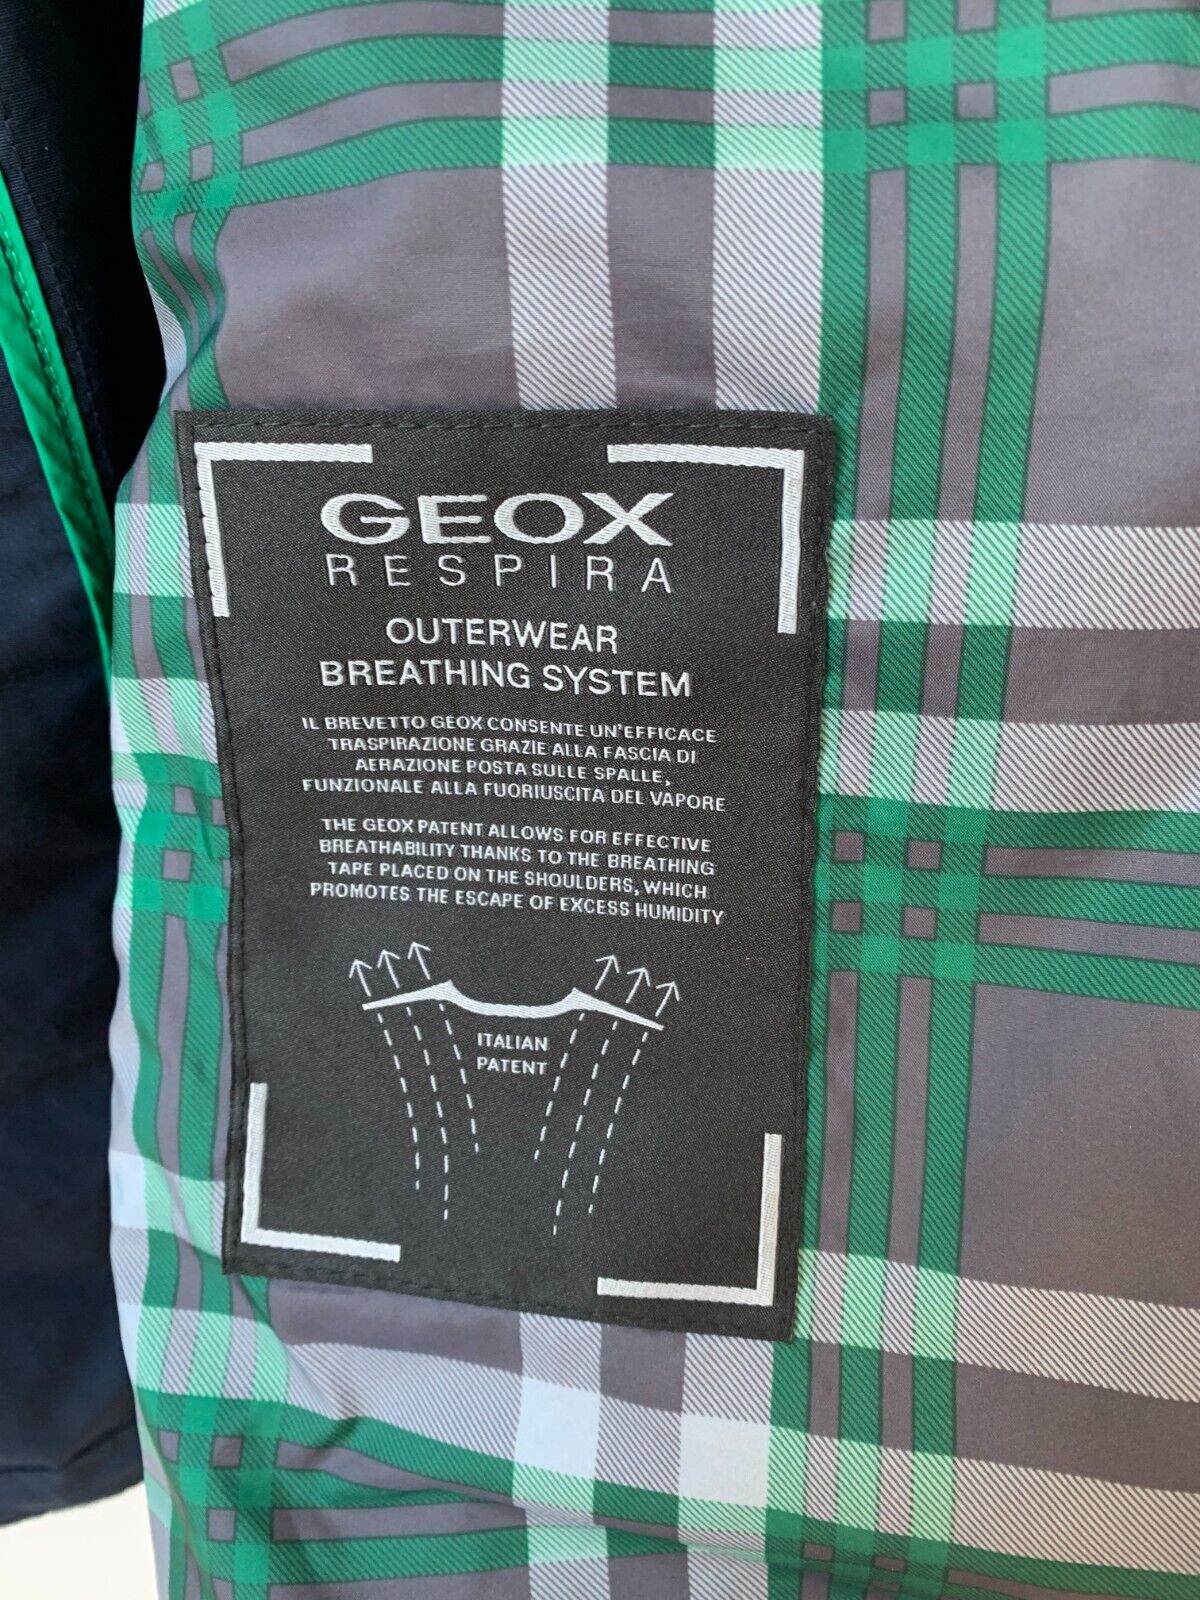 GEOX
RESPIRA
OUTERWEAR
BREATHING SYSTEM
IL BREVETTO GEOX CONSENTE UN'EFFICACE
TRASPIRAZIONE GRAZIE ALLA FASCIA DI
AERAZIONE POSTA SULLE SPALLE,
FUNZIONALE ALLA FUORIUSCITA DEL VAPORE
THE GEOX PATENT ALLOWS FOR EFFECTIVE
BREATHABILITY THANKS TO THE BREATHING
TAPE PLACED ON THE SHOULDERS, WHICH
PROMOTES THE ESCAPE OF EXCESS HUMIDITY
ITALIAN
PATENT